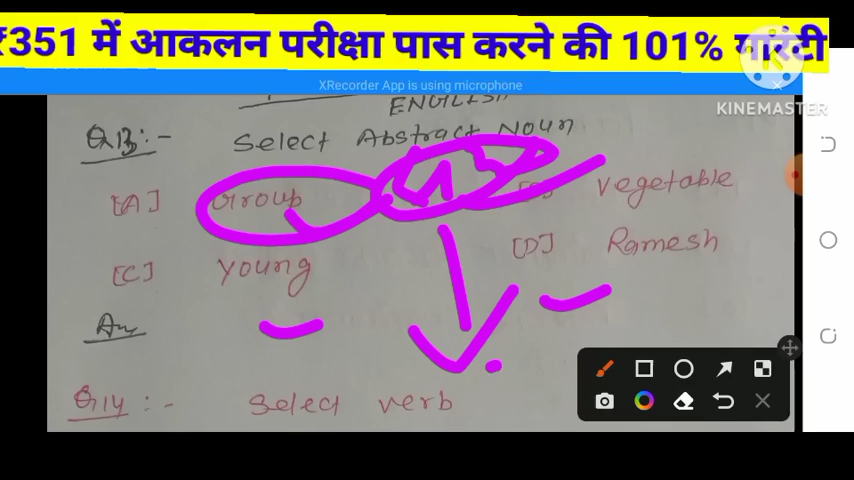 ₹351 में आकलन परीक्षा पास करने की 101% गारंटी
XRecorder App is using microphone
KINEMASTER
ENGLISH
Q13:- Select Abstract Noun
[A] Group vegetable
[C] Young [D] Ramesh
Ans
Q14:- Select verb